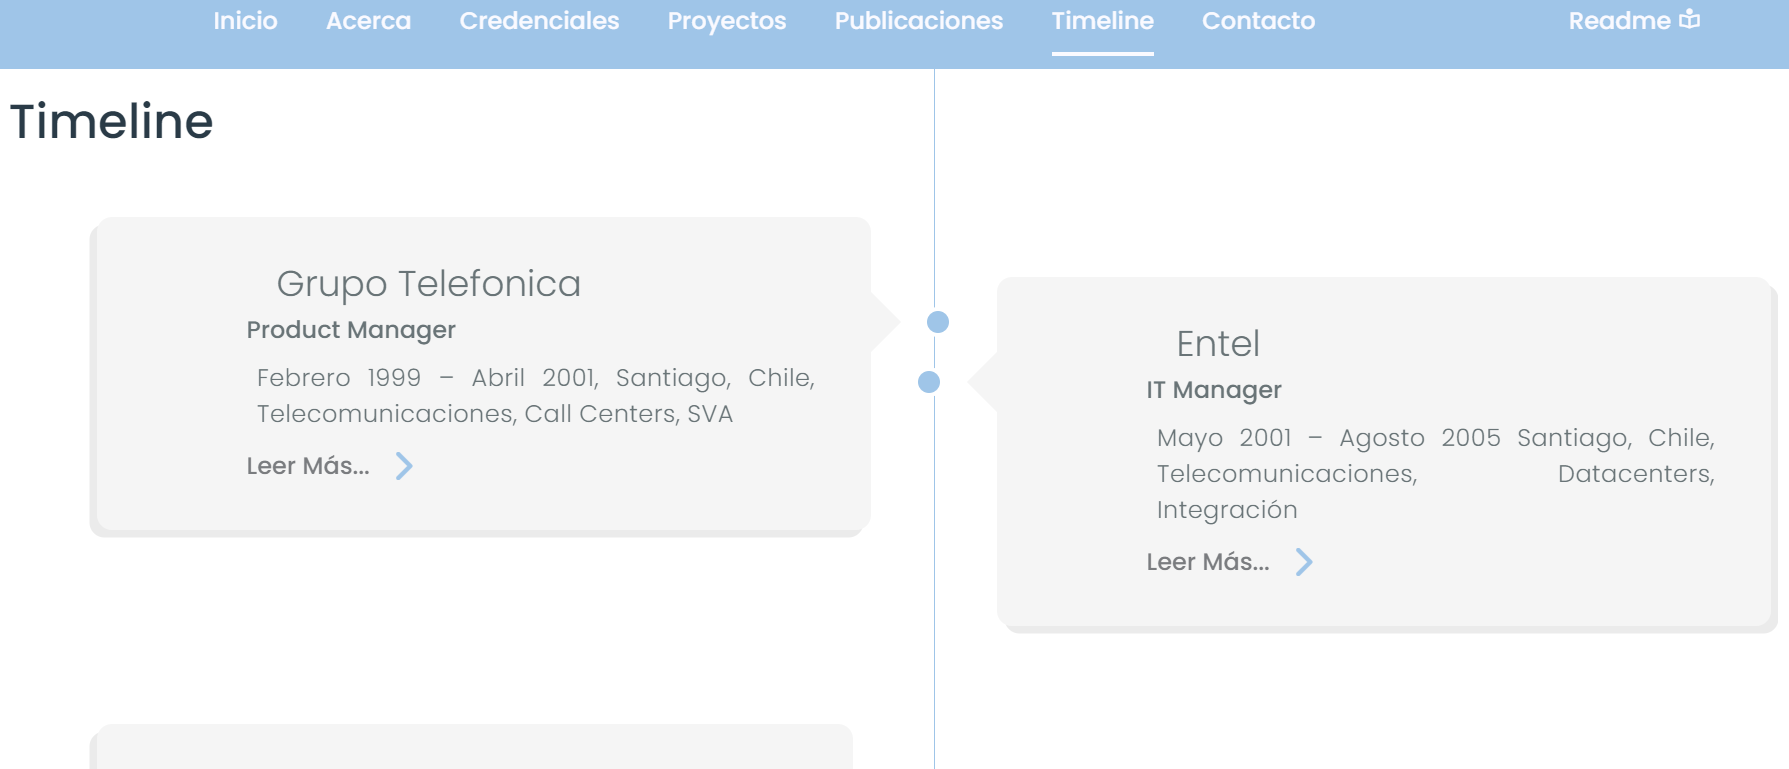 Inicio Acerca Credenciales Proyectos Publicaciones Timeline Contacto Readme
Timeline
Grupo Telefonica
Product Manager
Febrero 1999 – Abril 2001, Santiago, Chile,
Telecomunicaciones, Call Centers, SVA
Leer Más...
Entel
IT Manager
Mayo 2001 – Agosto 2005 Santiago, Chile,
Telecomunicaciones, Datacenters,
Integración
Leer Más...